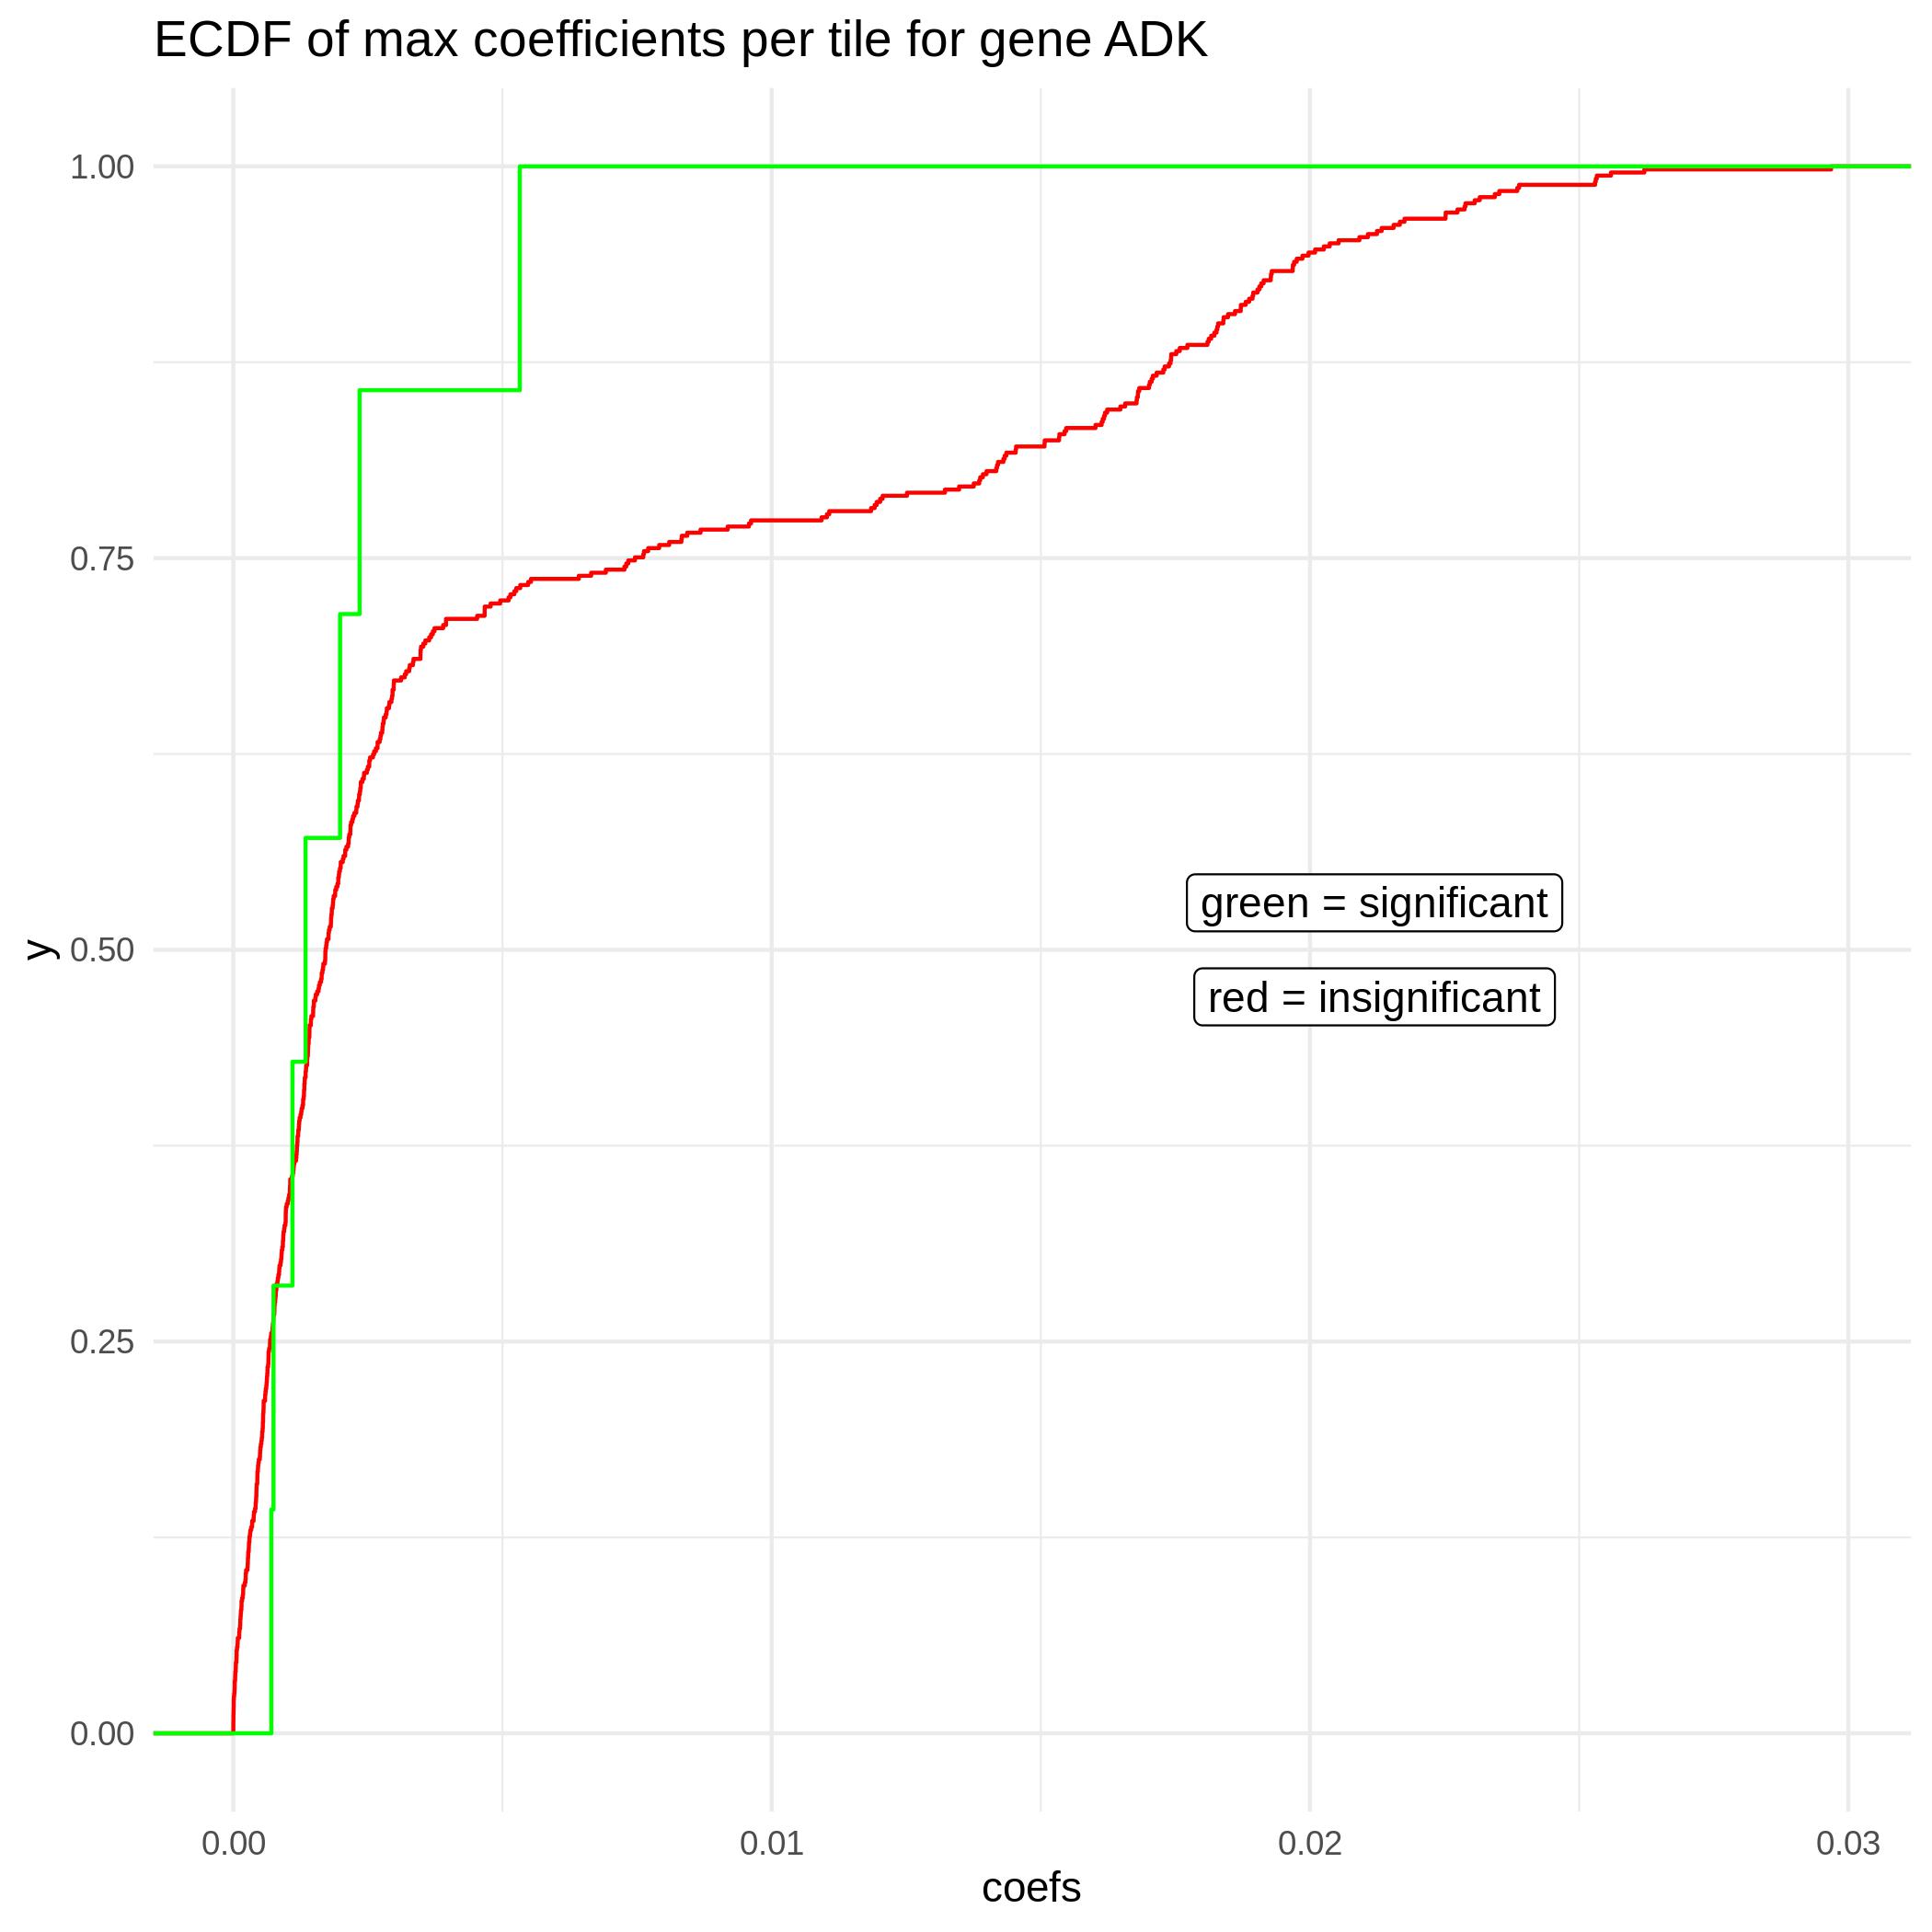 ECDF of max coefficients per tile for gene ADK
1.00
0.75
0.50
0.25
0.00
y
green = significant
red = insignificant
0.00 0.01 0.02 0.03
coefs